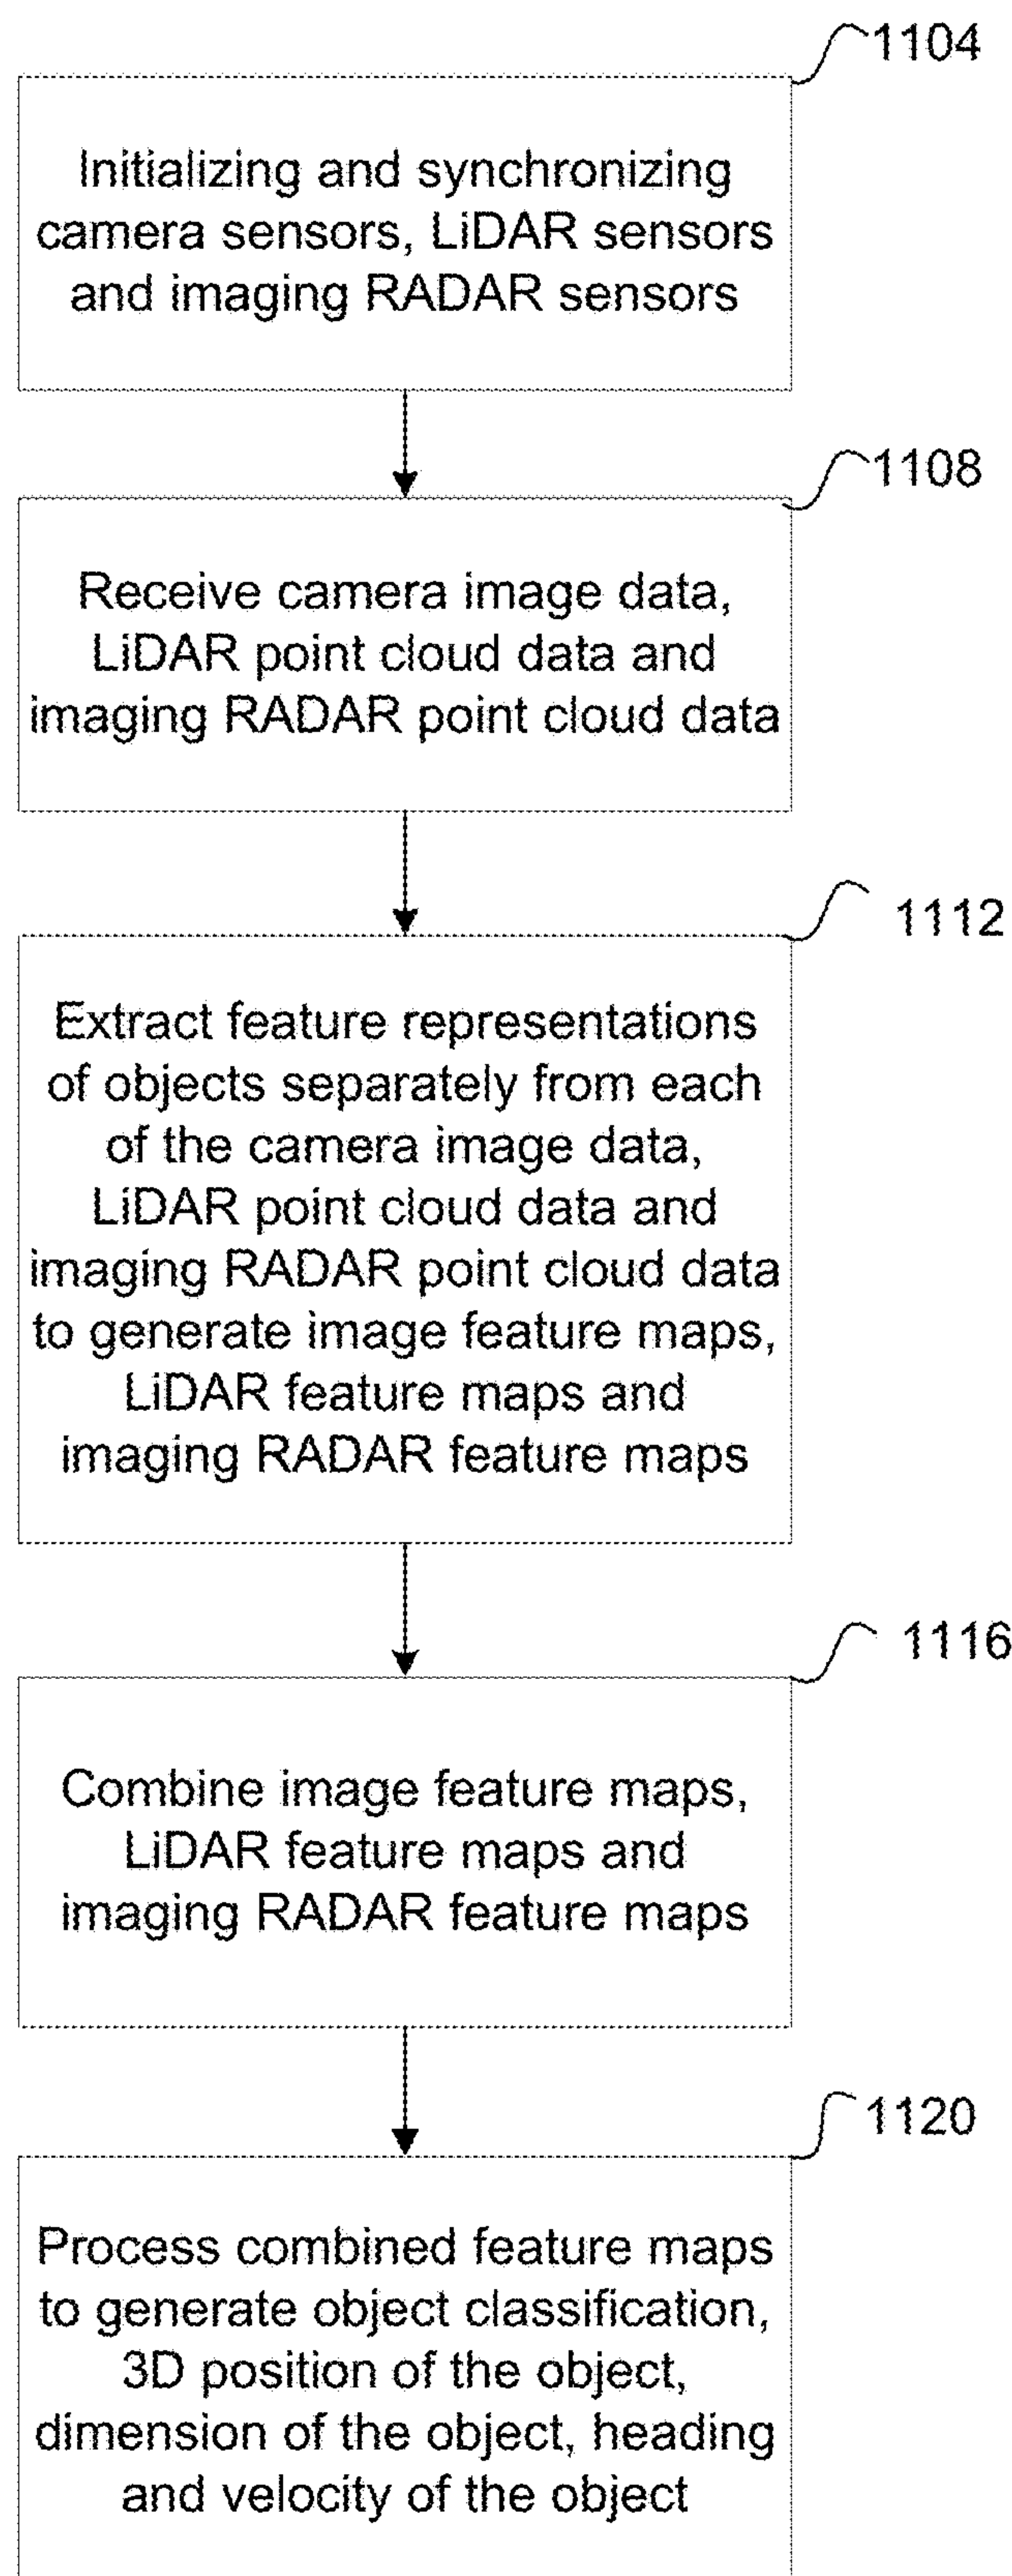 1104
Initializing and synchronizing
camera sensors, LiDAR sensors
and imaging RADAR sensors
1108
Receive camera image data,
LiDAR point cloud data and
imaging RADAR point cloud data
1112
Extract feature representations
of objects separately from each
of the camera image data,
LiDAR point cloud data and
imaging RADAR point cloud data
to generate image feature maps,
LiDAR feature maps and
imaging RADAR feature maps
1116
Combine image feature maps,
LiDAR feature maps and
imaging RADAR feature maps
1120
Process combined feature maps
to generate object classification,
3D position of the object,
dimension of the object, heading
and velocity of the object